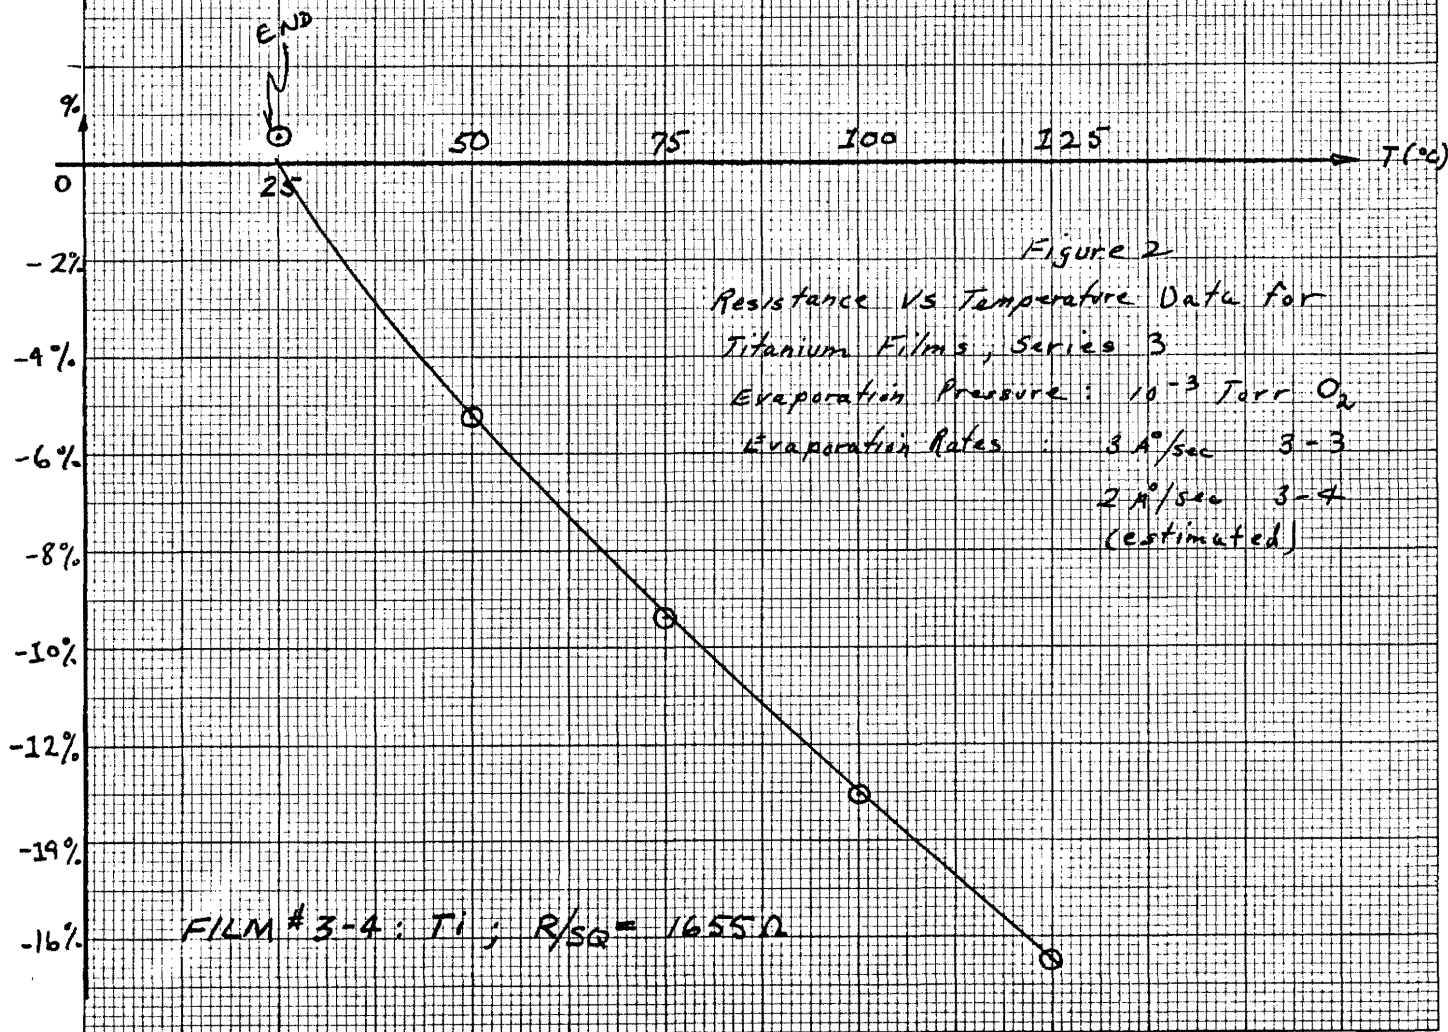 END
%
50 75 100 125
T(°C)
0
25
-2%
-4%
-6%
-8%
-10%
-12%
-14%
-16%
Figure 2
Resistance Vs Temperature Data for
Titanium Films, Series 3
Evaporation Pressure : 10⁻³ Torr O₂
Evaporation Rates : 3 A°/sec 3-3
2 A°/sec 3-4
(estimated)
FILM #3-4 : Ti ; R/SQ = 1655Ω